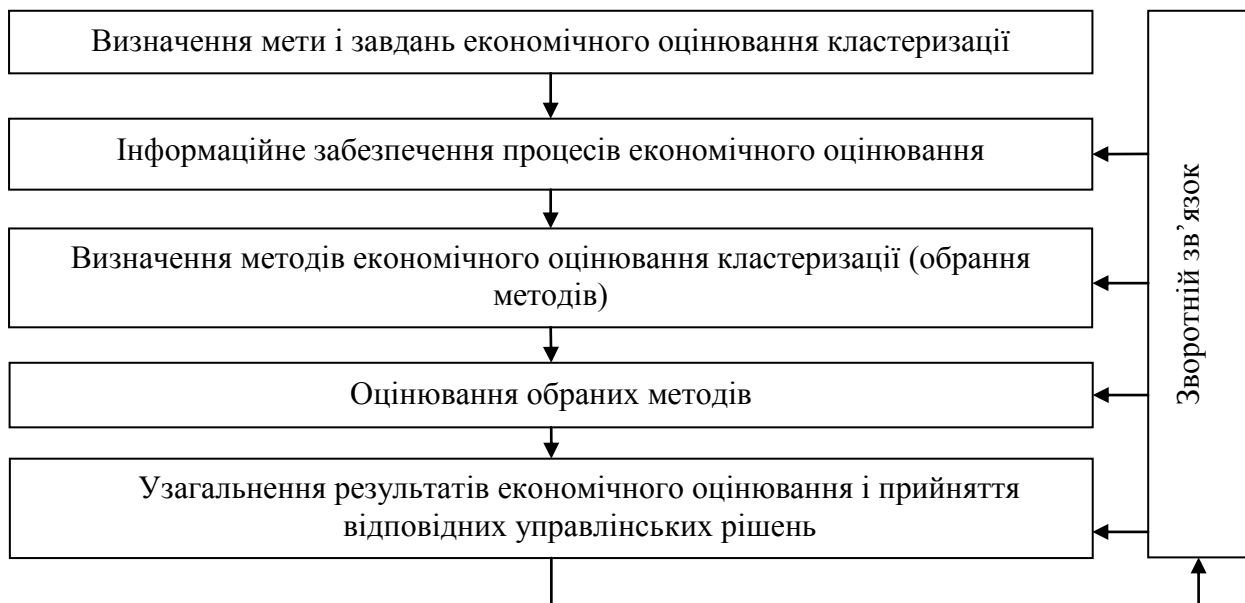 Визначення мети і завдань економічного оцінювання кластеризації
Інформаційне забезпечення процесів економічного оцінювання
Визначення методів економічного оцінювання кластеризації (обрання
методів)
Оцінювання обраних методів
Узагальнення результатів економічного оцінювання і прийняття
відповідних управлінських рішень
Зворотній зв’язок